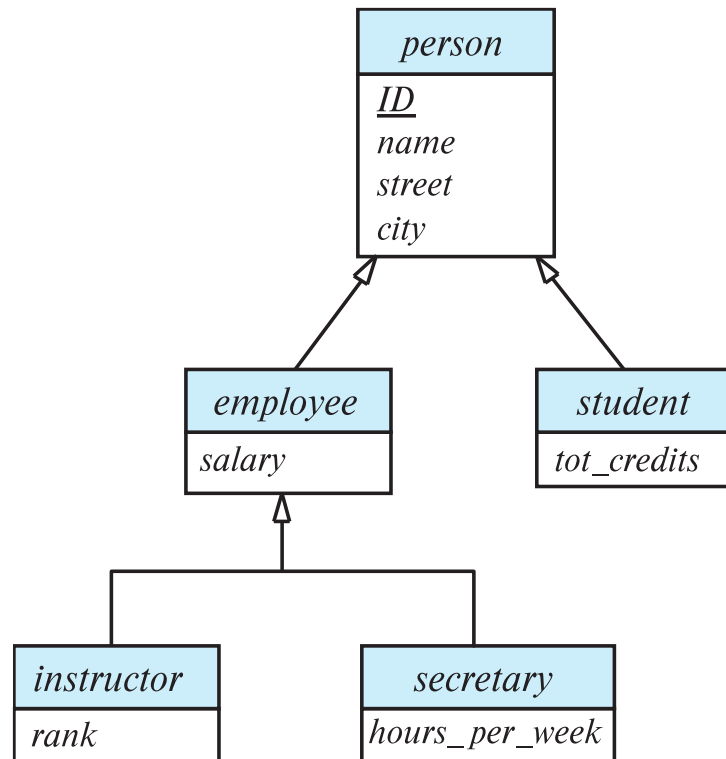 person
ID
name
street
city
employee
salary
student
tot_credits
instructor
rank
secretary
hours_per_week